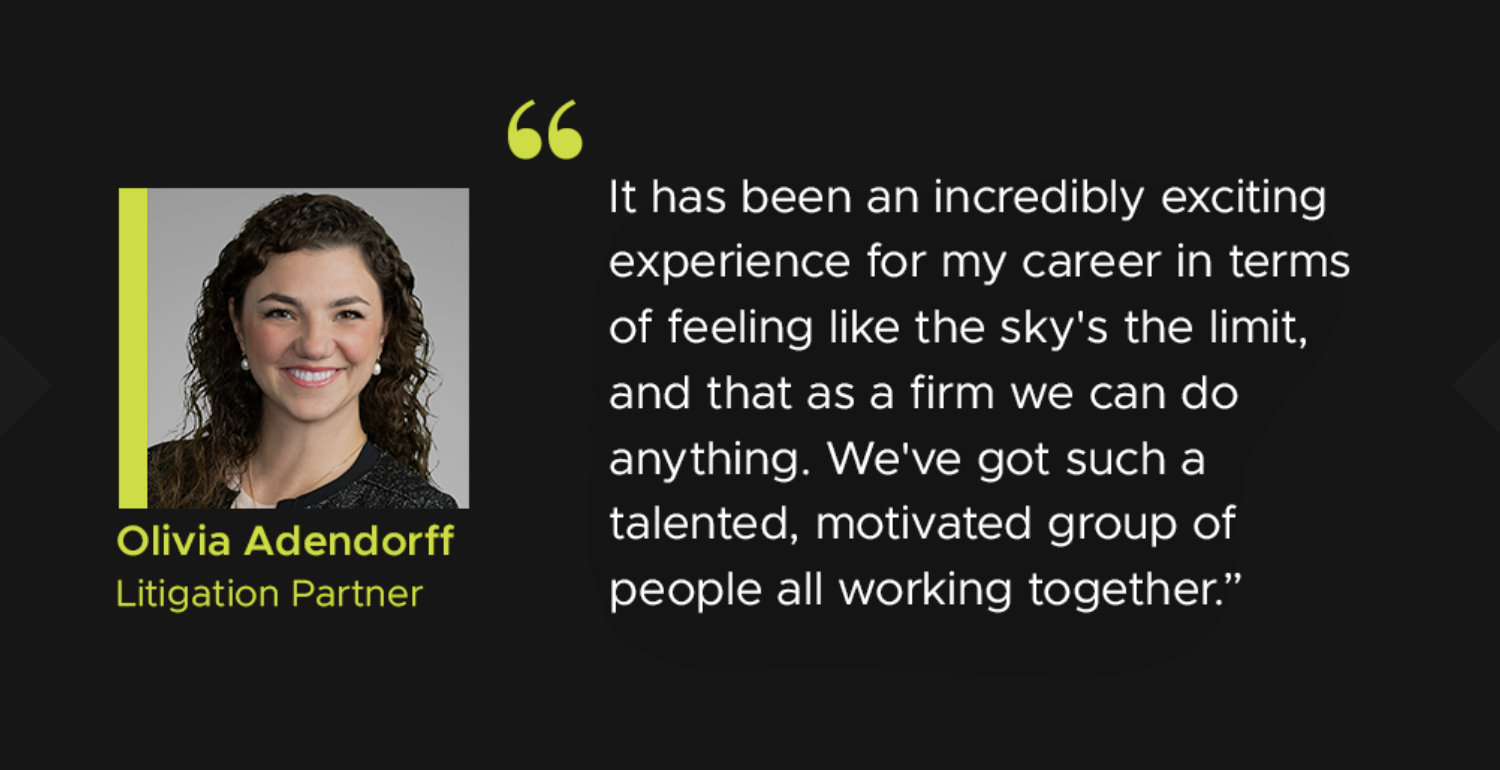 “
It has been an incredibly exciting
experience for my career in terms
of feeling like the sky's the limit,
and that as a firm we can do
anything. We've got such a
talented, motivated group of
people all working together.”
Olivia Adendorff
Litigation Partner